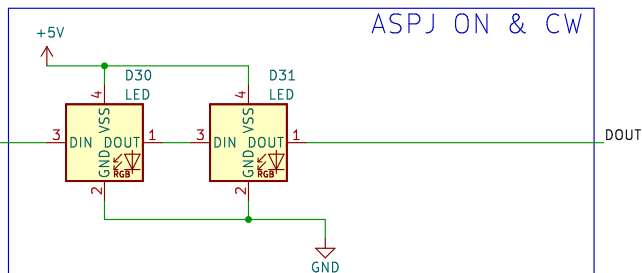 ASPJ ON & CW
+5V
D30
LED
D31
LED
4
VSS
4
VSS
3
DIN
DOUT
1
3
DIN
DOUT
1
DOUT
GND
RGB
GND
RGB
2
2
GND